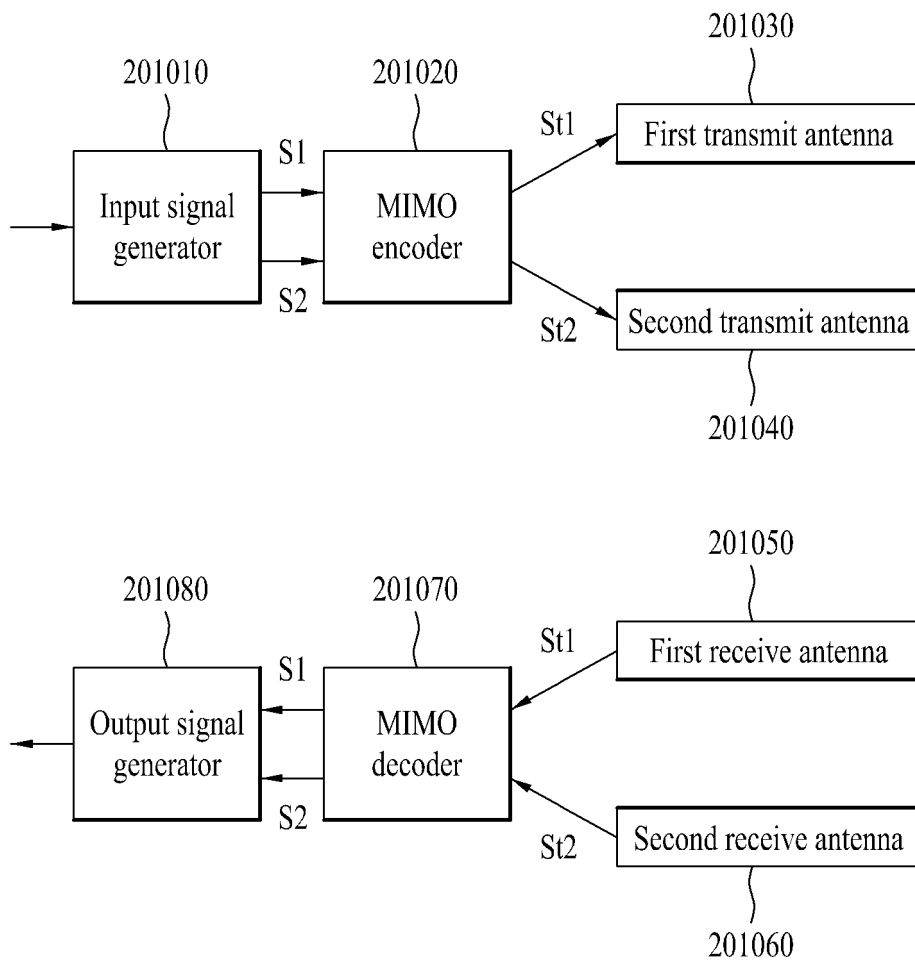 201030
201010
201020
St1
First transmit antenna
S1
Input signal
generator
MIMO
encoder
S2
St2
Second transmit antenna
201040
201050
201080
201070
St1
First receive antenna
S1
Output signal
generator
MIMO
decoder
S2
St2
Second receive antenna
201060